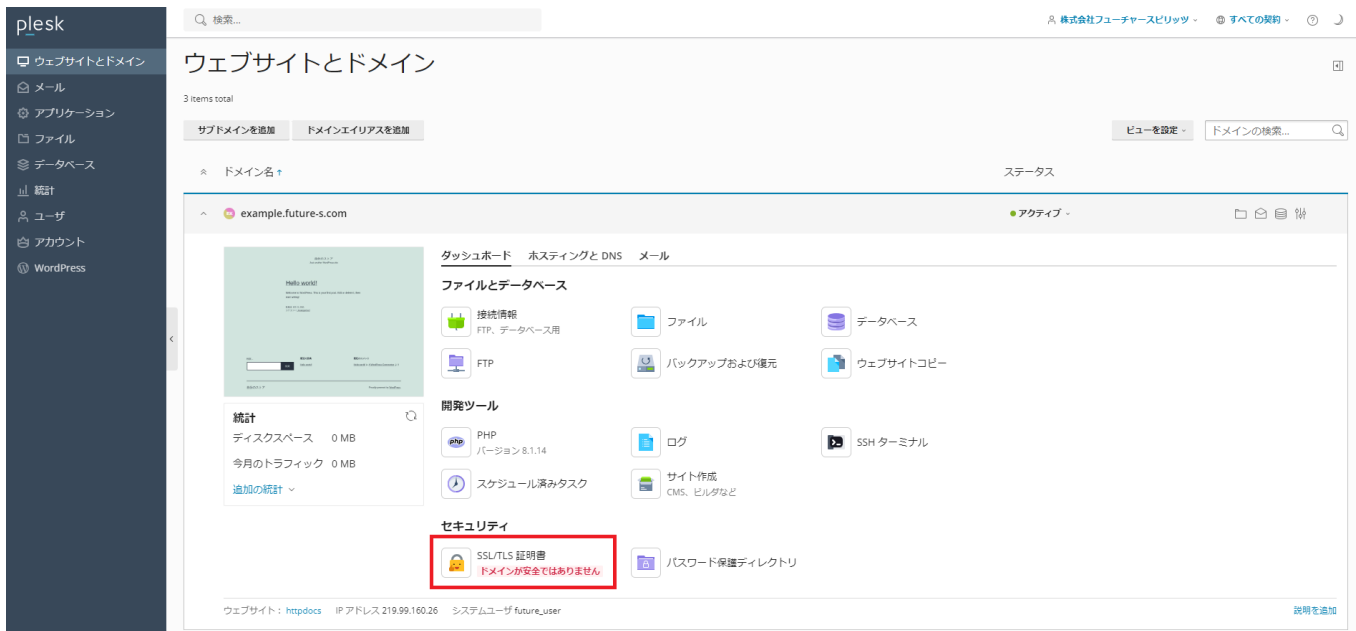 plesk
検索...
株式会社フューチャースピリッツ
すべての契約
ウェブサイトとドメイン
メール
アプリケーション
ファイル
データベース
統計
ユーザ
アカウント
WordPress
ウェブサイトとドメイン
3 items total
サブドメインを追加 ドメインエイリアスを追加
ビューを設定 ドメインの検索...
ドメイン名↑ ステータス
example.future-s.com アクティブ
Hello world!
ダッシュボード ホスティングと DNS メール
ファイルとデータベース
接続情報
FTP、データベース用
ファイル
データベース
FTP
バックアップおよび復元
ウェブサイトコピー
開発ツール
php
PHP
バージョン 8.1.14
ログ
SSH ターミナル
スケジュール済みタスク
サイト作成
CMS、ビルダなど
セキュリティ
SSL/TLS 証明書
ドメインが安全ではありません
パスワード保護ディレクトリ
統計
ディスクスペース 0 MB
今月のトラフィック 0 MB
追加の統計
ウェブサイト: httpdocs IP アドレス 219.99.160.26 システムユーザ future_user
説明を追加